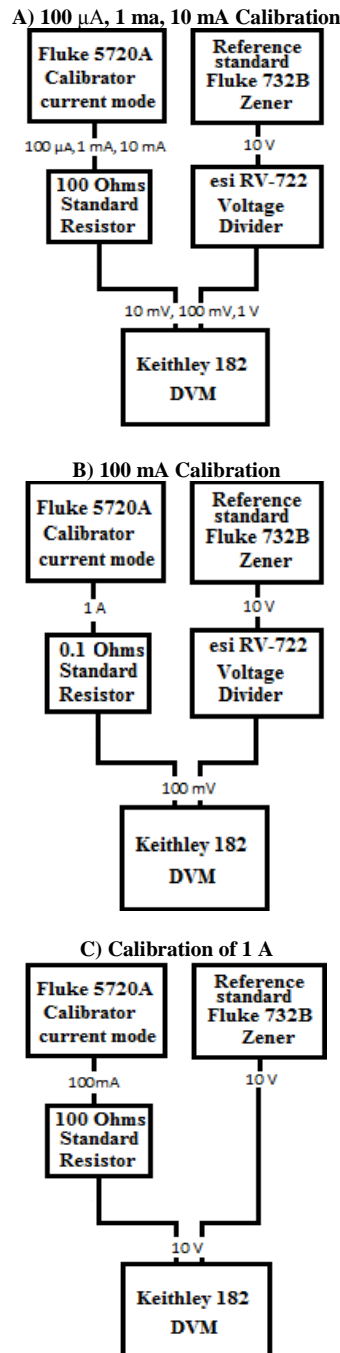 A) 100 µA, 1 ma, 10 mA Calibration
Fluke 5720A
Calibrator
current mode
Reference
standard
Fluke 732B
Zener
100 µA,1 mA, 10 mA
10 V
100 Ohms
Standard
Resistor
esi RV-722
Voltage
Divider
10 mV, 100 mV,1 V
Keithley 182
DVM
B) 100 mA Calibration
Fluke 5720A
Calibrator
current mode
Reference
standard
Fluke 732B
Zener
1 A
10 V
0.1 Ohms
Standard
Resistor
esi RV-722
Voltage
Divider
100 mV
Keithley 182
DVM
C) Calibration of 1 A
Fluke 5720A
Calibrator
current mode
Reference
standard
Fluke 732B
Zener
100mA
10 V
100 Ohms
Standard
Resistor
10 V
Keithley 182
DVM